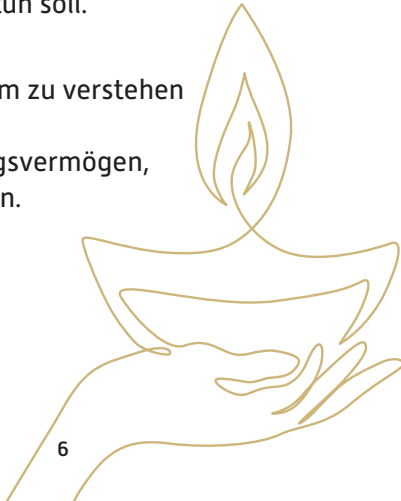 tun soll.
m zu verstehen
gsvermögen,
n.
6